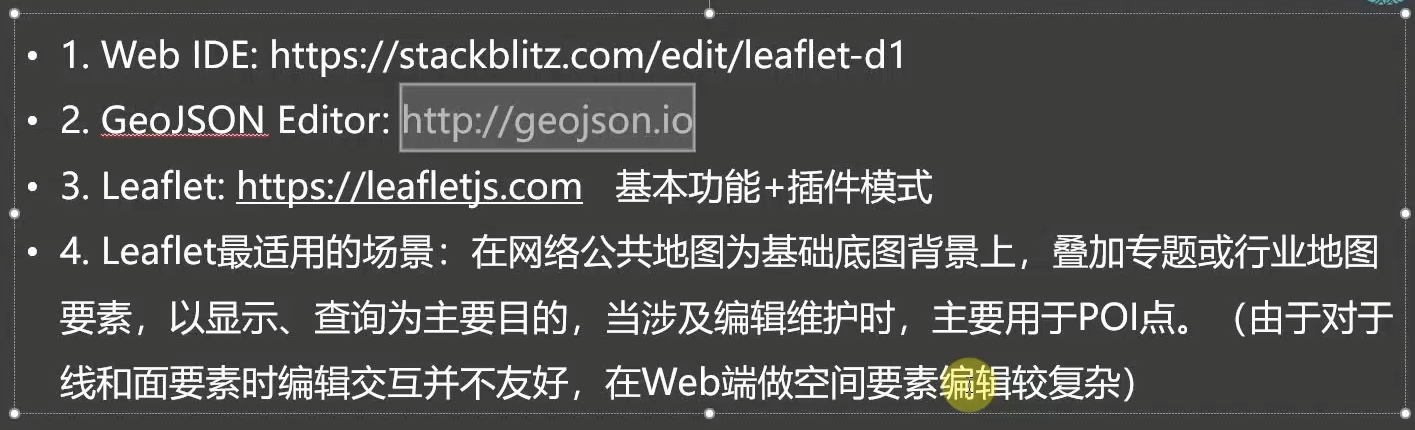 • 1. Web IDE: https://stackblitz.com/edit/leaflet-d1
• 2. GeoJSON Editor: http://geojson.io
• 3. Leaflet: https://leafletjs.com 基本功能+插件模式
• 4. Leaflet最适用的场景：在网络公共地图为基础底图背景上，叠加专题或行业地图
要素，以显示、查询为主要目的，当涉及编辑维护时，主要用于POI点。（由于对于
线和面要素时编辑交互并不友好，在Web端做空间要素编辑较复杂）